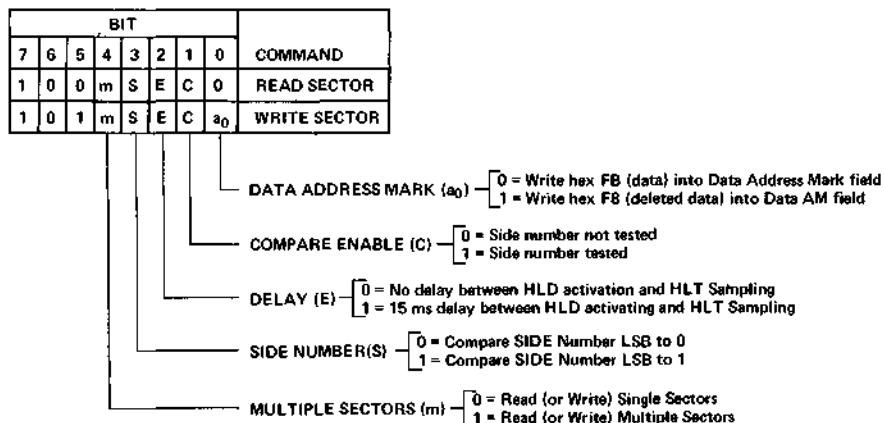 BIT
7 6 5 4 3 2 1 0 COMMAND
1 0 0 m S E C 0 READ SECTOR
1 0 1 m S E C a0 WRITE SECTOR
DATA ADDRESS MARK (a0) 0 = Write hex FB (data) into Data Address Mark field
1 = Write hex F8 (deleted data) into Data AM field
COMPARE ENABLE (C) 0 = Side number not tested
1 = Side number tested
DELAY (E) 0 = No delay between HLD activation and HLT Sampling
1 = 15 ms delay between HLD activating and HLT Sampling
SIDE NUMBER(S) 0 = Compare SIDE Number LSB to 0
1 = Compare SIDE Number LSB to 1
MULTIPLE SECTORS (m) 0 = Read (or Write) Single Sectors
1 = Read (or Write) Multiple Sectors